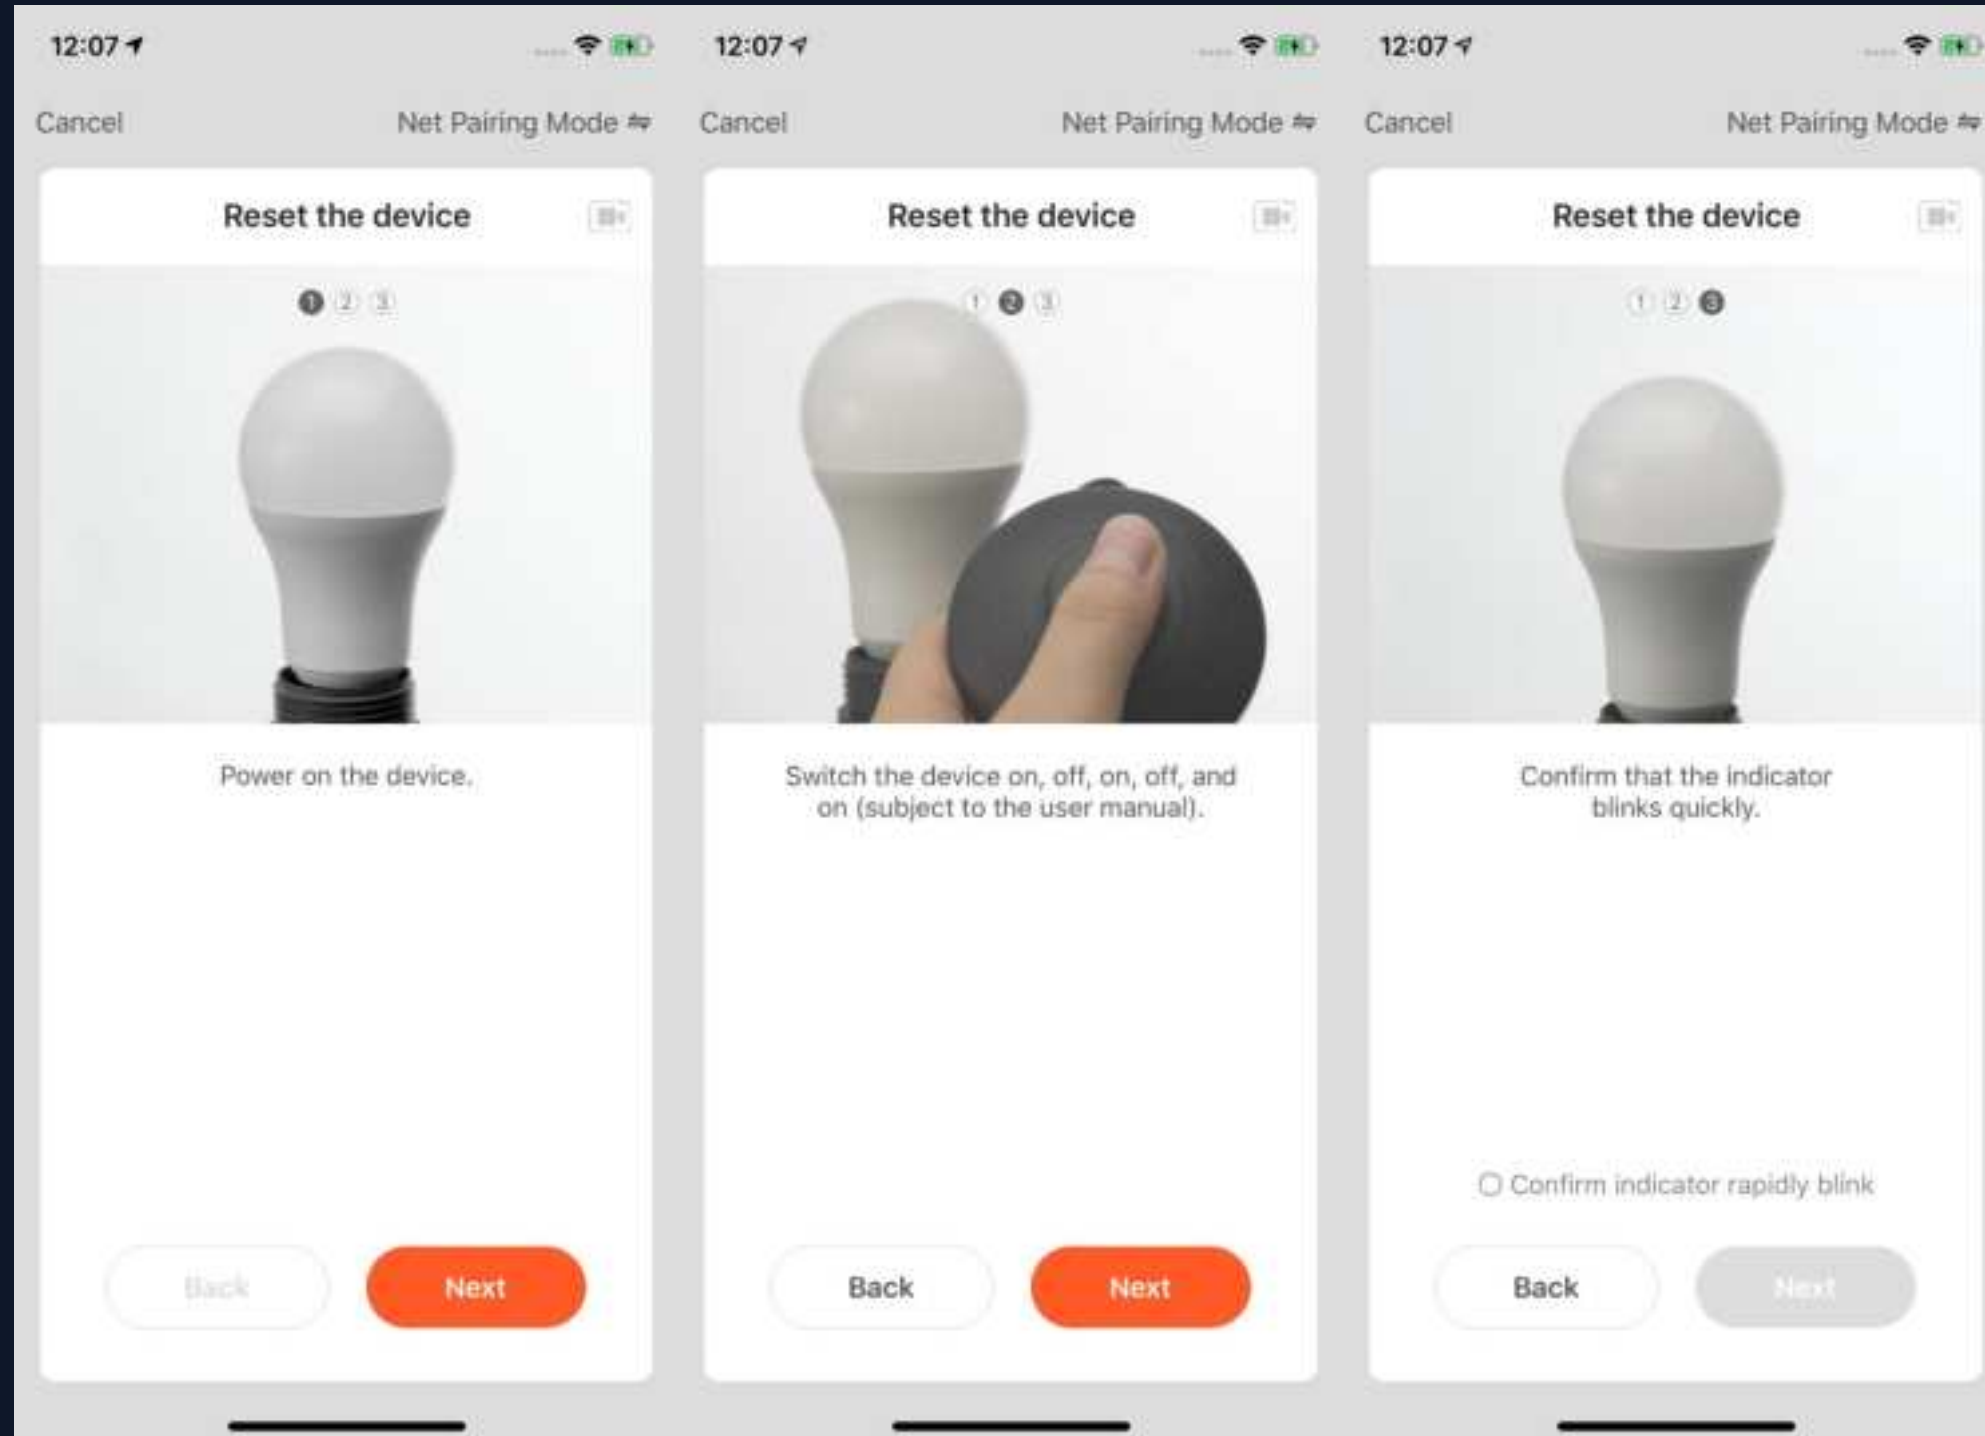 12:07
Cancel
Net Pairing Mode ⇋
Reset the device
1 2 3
Power on the device.
Back
Next
12:07
Cancel
Net Pairing Mode ⇋
Reset the device
1 2 3
Switch the device on, off, on, off, and
on (subject to the user manual).
Back
Next
12:07
Cancel
Net Pairing Mode ⇋
Reset the device
1 2 3
Confirm that the indicator
blinks quickly.
Confirm indicator rapidly blink
Back
Next